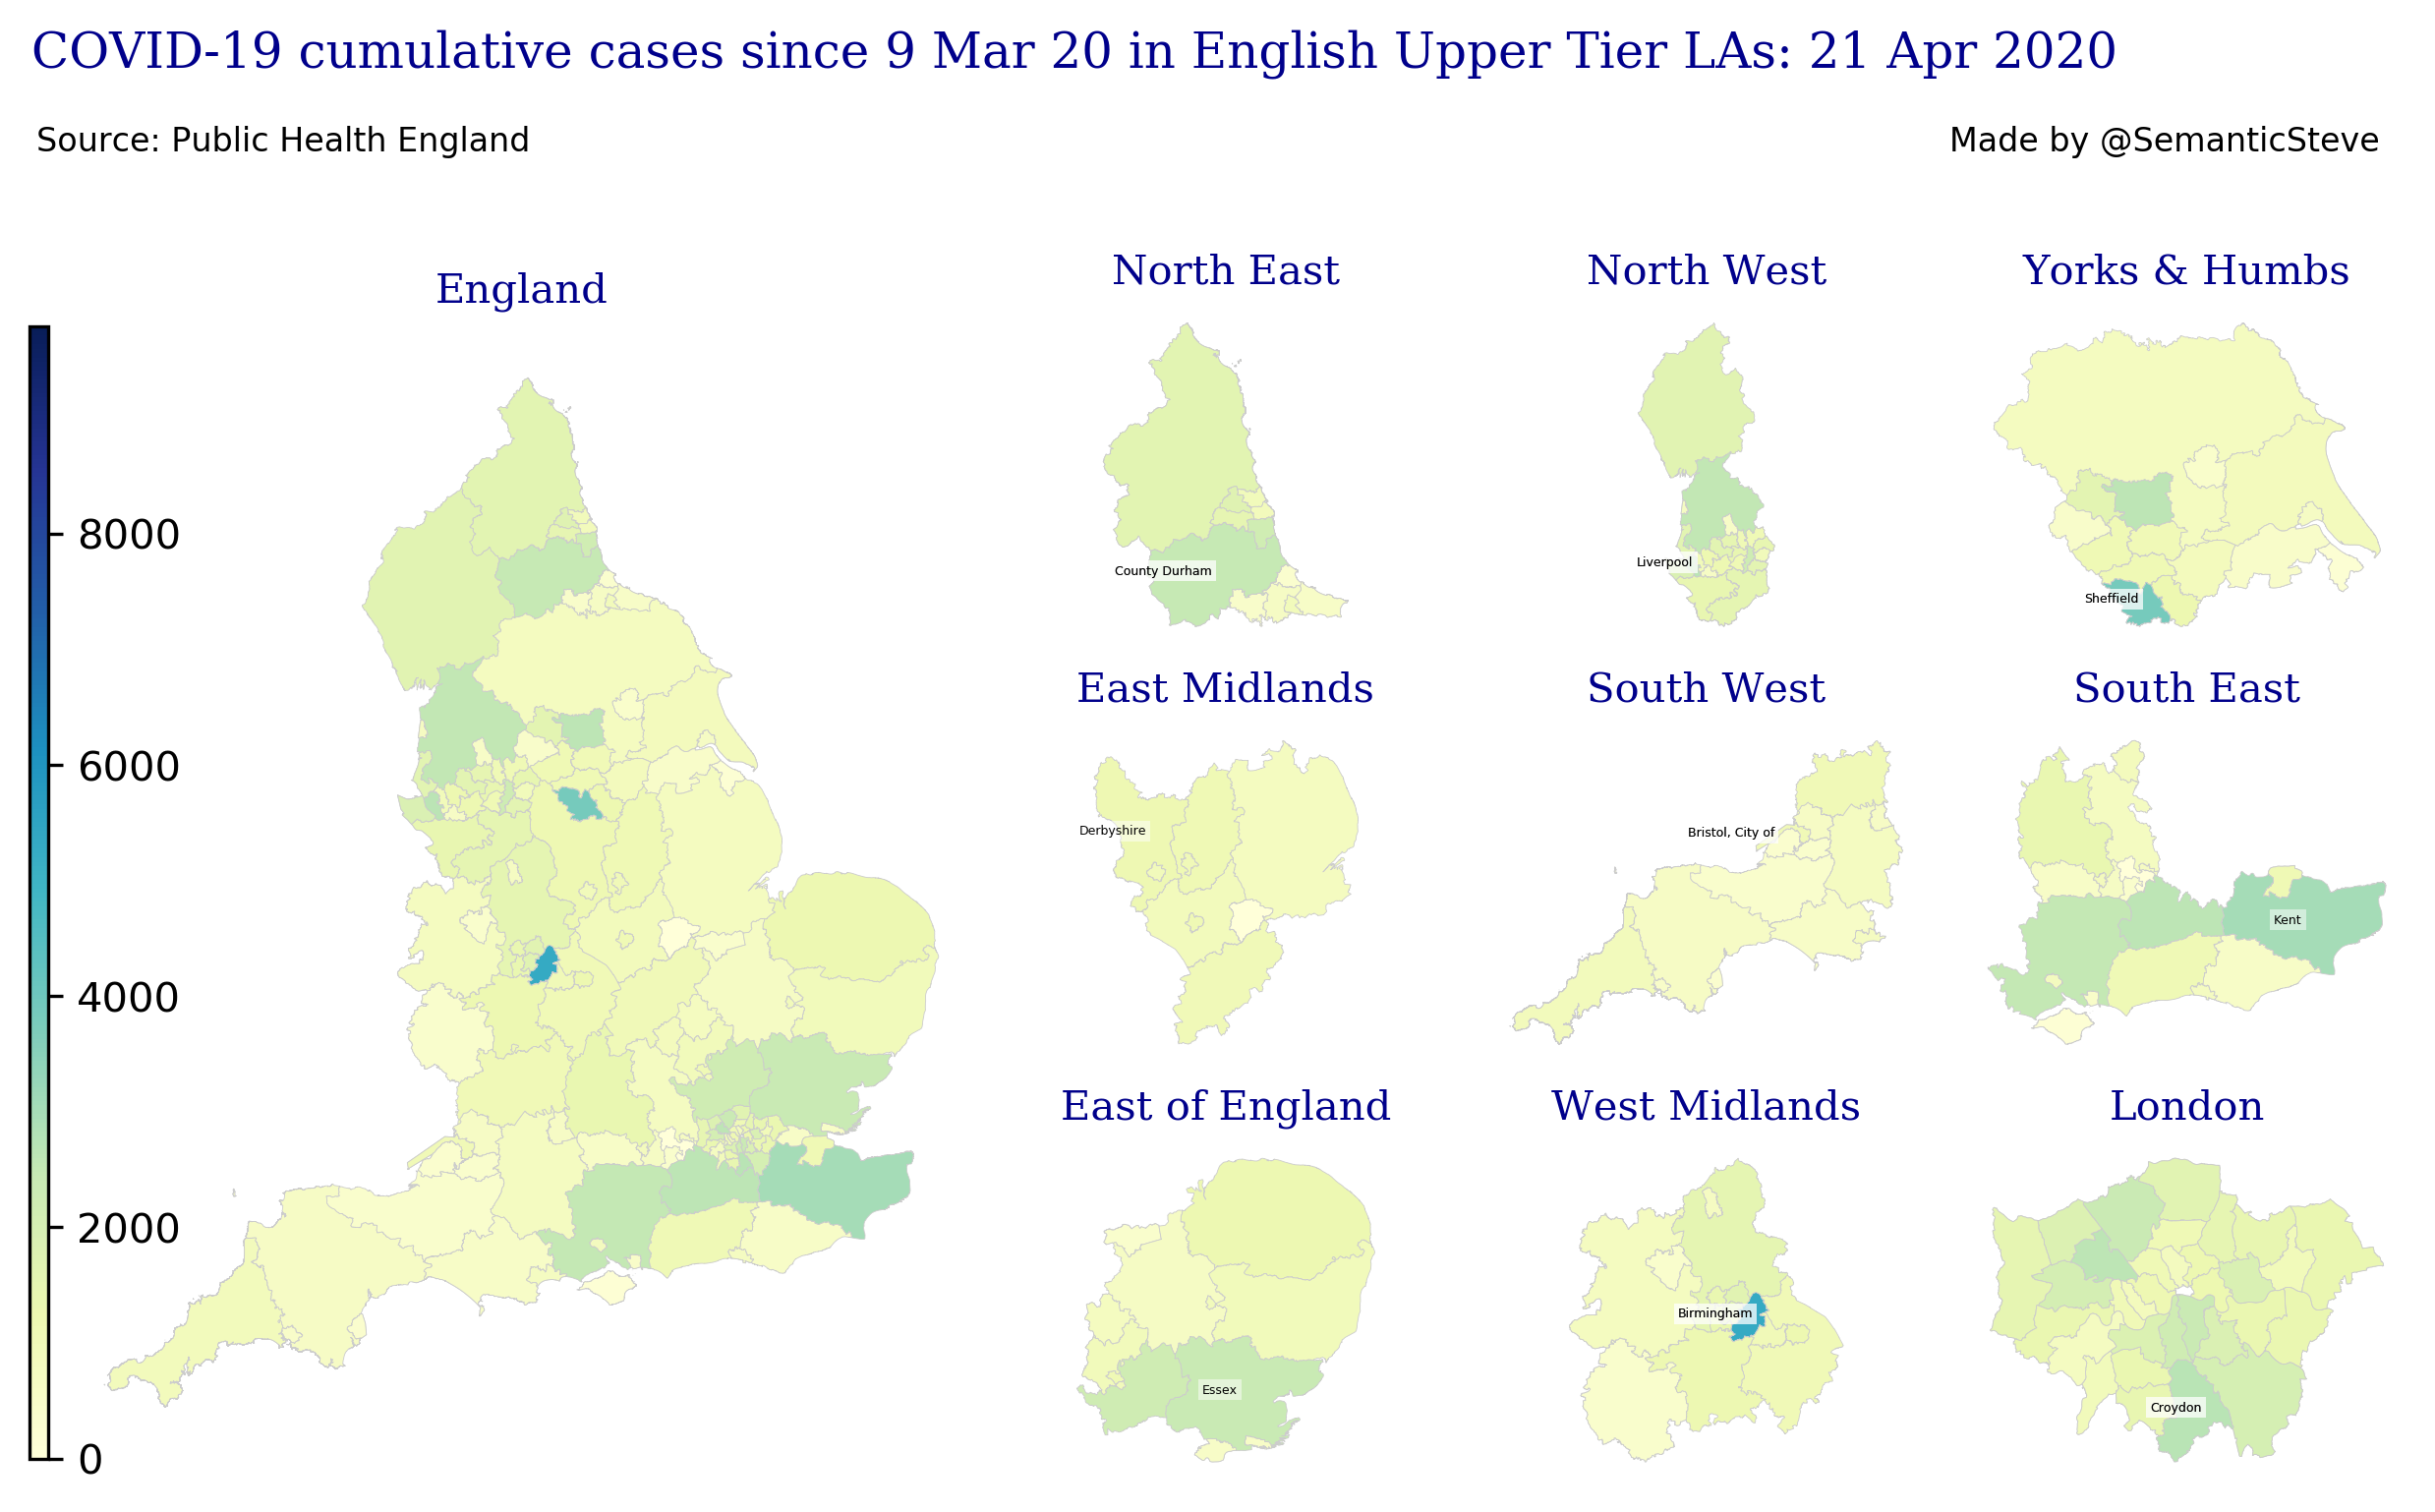 COVID-19 cumulative cases since 9 Mar 20 in English Upper Tier LAs: 21 Apr 2020
Source: Public Health England
Made by @SemanticSteve
England
8000
6000
4000
2000
0
North East
County Durham
North West
Liverpool
Yorks & Humbs
Sheffield
East Midlands
Derbyshire
South West
Bristol, City of
South East
Kent
East of England
Essex
West Midlands
Birmingham
London
Croydon